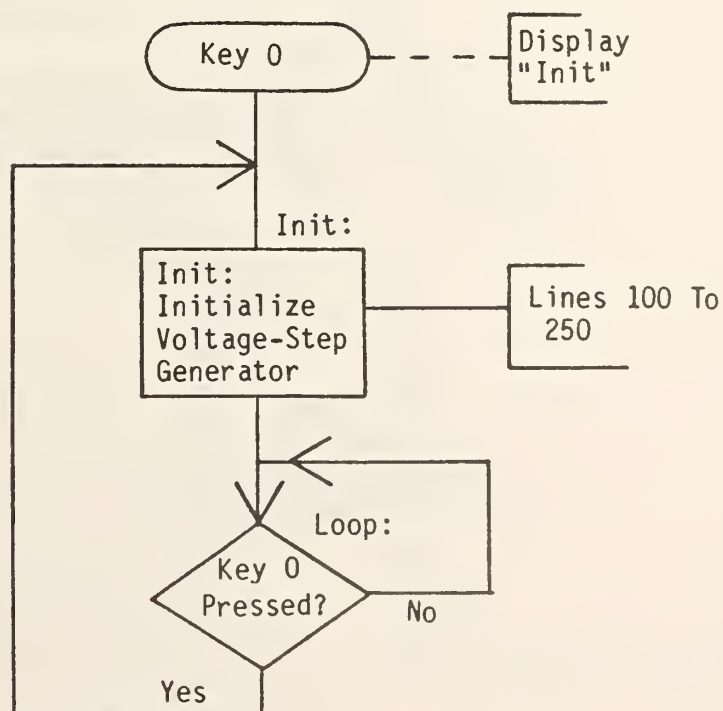 Key 0
Display
"Init"
Init:
Init:
Initialize
Voltage-Step
Generator
Lines 100 To
250
Loop:
Key 0
Pressed?
No
Yes